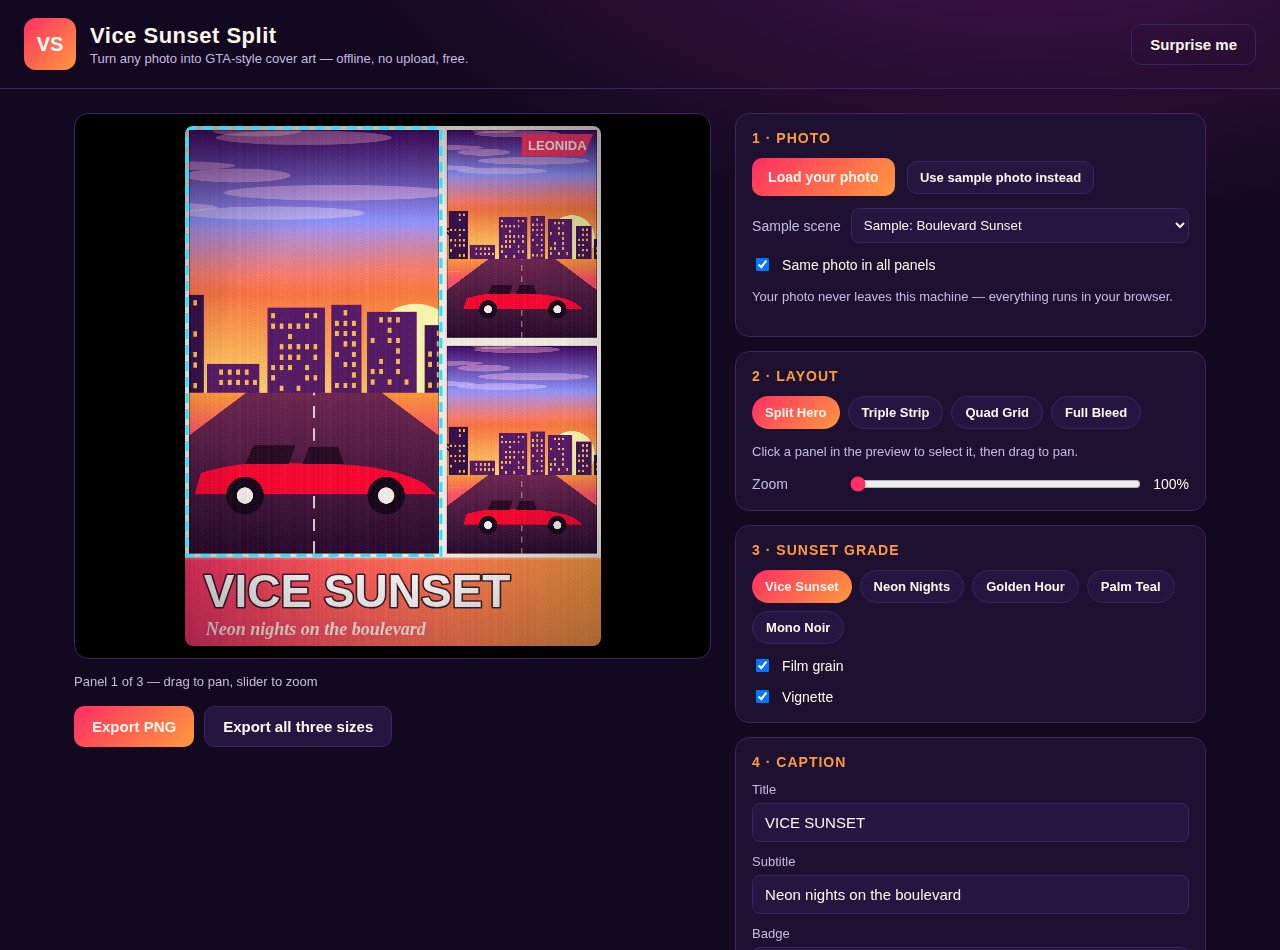 VS
Vice Sunset Split
Turn any photo into GTA-style cover art — offline, no upload, free.
Surprise me
LEONIDA
VICE SUNSET
Neon nights on the boulevard
Panel 1 of 3 — drag to pan, slider to zoom
Export PNG
Export all three sizes
1 · PHOTO
Load your photo
Use sample photo instead
Sample scene
Sample: Boulevard Sunset
Same photo in all panels
Your photo never leaves this machine — everything runs in your browser.
2 · LAYOUT
Split Hero
Triple Strip
Quad Grid
Full Bleed
Click a panel in the preview to select it, then drag to pan.
Zoom
100%
3 · SUNSET GRADE
Vice Sunset
Neon Nights
Golden Hour
Palm Teal
Mono Noir
Film grain
Vignette
4 · CAPTION
Title
VICE SUNSET
Subtitle
Neon nights on the boulevard
Badge